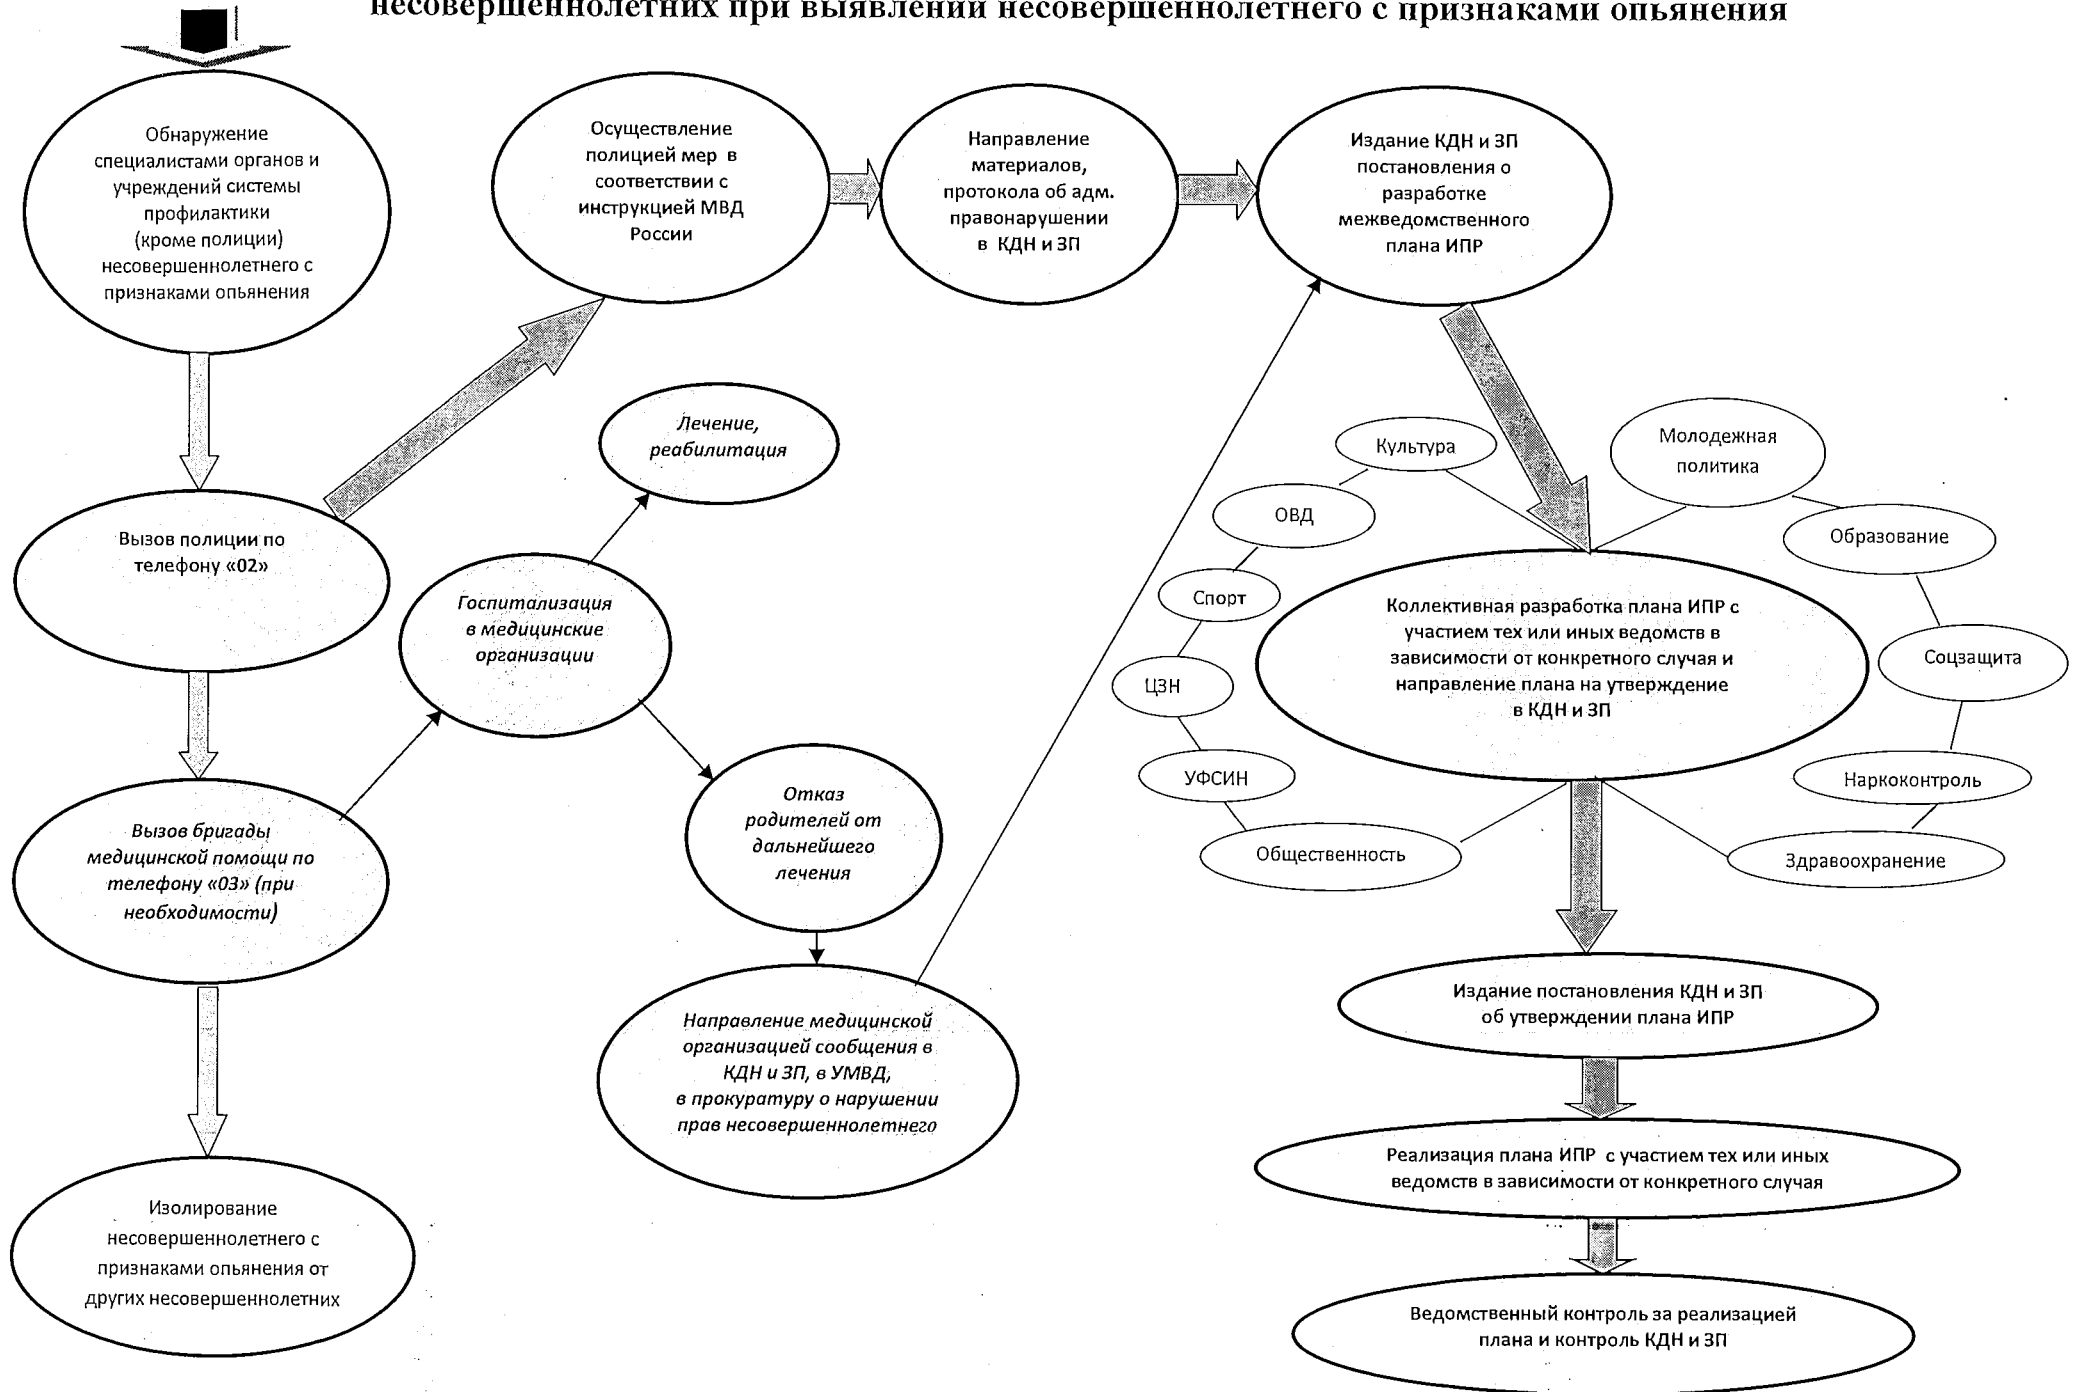 несовершеннолетних при выявлении несовершеннолетнего с признаками опьянения
Обнаружение
специалистами органов и
учреждений системы
профилактики
(кроме полиции)
несовершеннолетнего с
признаками опьянения
Осуществление
полицией мер в
соответствии с
инструкцией МВД
России
Направление
материалов,
протокола об адм.
правонарушении
в КДН и ЗП
Издание КДН и ЗП
постановления о
разработке
межведомственного
плана ИПР
Вызов полиции по
телефону «02»
Лечение,
реабилитация
Госпитализация
в медицинские
организации
Вызов бригады
медицинской помощи по
телефону «03» (при
необходимости)
Отказ
родителей от
дальнейшего
лечения
Направление медицинской
организацией сообщения в
КДН и ЗП, в УМВД,
в прокуратуру о нарушении
прав несовершеннолетнего
Изолирование
несовершеннолетнего с
признаками опьянения от
других несовершеннолетних
Культура
ОВД
Спорт
ЦЗН
УФСИН
Общественность
Молодежная
политика
Образование
Соцзащита
Наркоконтроль
Здравоохранение
Коллективная разработка плана ИПР с
участием тех или иных ведомств в
зависимости от конкретного случая и
направление плана на утверждение
в КДН и ЗП
Издание постановления КДН и ЗП
об утверждении плана ИПР
Реализация плана ИПР с участием тех или иных
ведомств в зависимости от конкретного случая
Ведомственный контроль за реализацией
плана и контроль КДН и ЗП